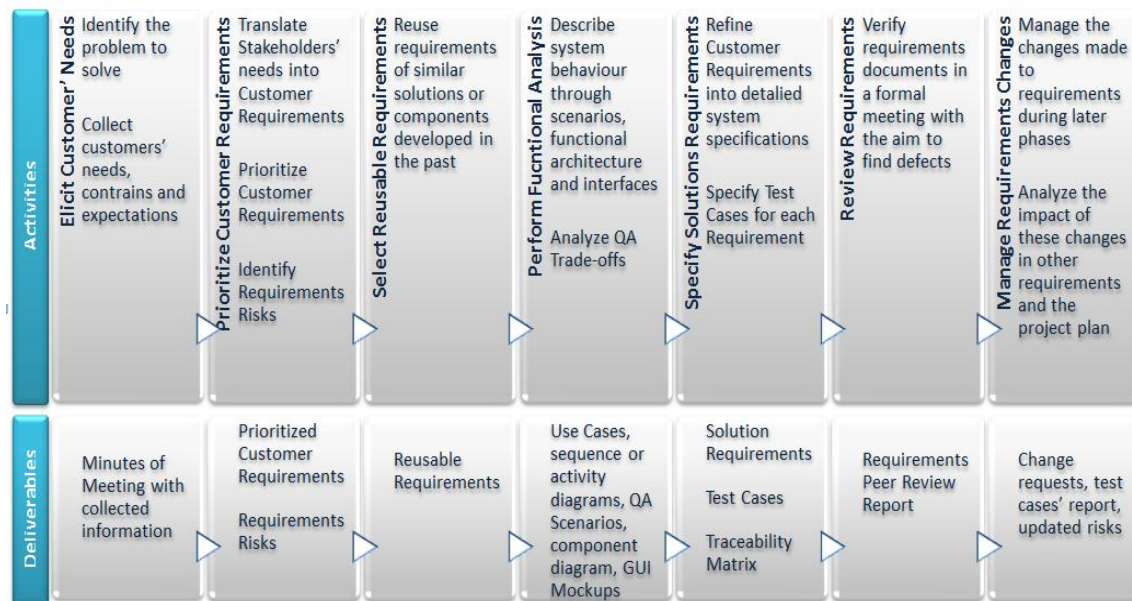 Activities
Elicit Customer' Needs
Identify the
problem to
solve
Collect
customers'
needs,
contrains and
expectations
Prioritize Customer Requirements
Translate
Stakeholders'
needs into
Customer
Requirements
Prioritize
Customer
Requirements
Identify
Requirements
Risks
Select Reusable Requirements
Reuse
requirements
of similar
solutions or
components
developed in
the past
Perform Fucntional Analysis
Describe
system
behaviour
through
scenarios,
functional
architecture
and interfaces
Analyze QA
Trade-offs
Specify Solutions Requirements
Refine
Customer
Requirements
into detalied
system
specifications
Specify Test
Cases for each
Requirement
Review Requirements
Verify
requirements
documents in
a formal
meeting with
the aim to
find defects
Manage Requirements Changes
Manage the
changes made
to
requirements
during later
phases
Analyze the
impact of
these changes
in other
requirements
and the
project plan
Deliverables
Minutes of
Meeting with
collected
information
Prioritized
Customer
Requirements
Requirements
Risks
Reusable
Requirements
Use Cases,
sequence or
activity
diagrams, QA
Scenarios,
component
diagram, GUI
Mockups
Solution
Requirements
Test Cases
Traceability
Matrix
Requirements
Peer Review
Report
Change
requests, test
cases' report,
updated risks